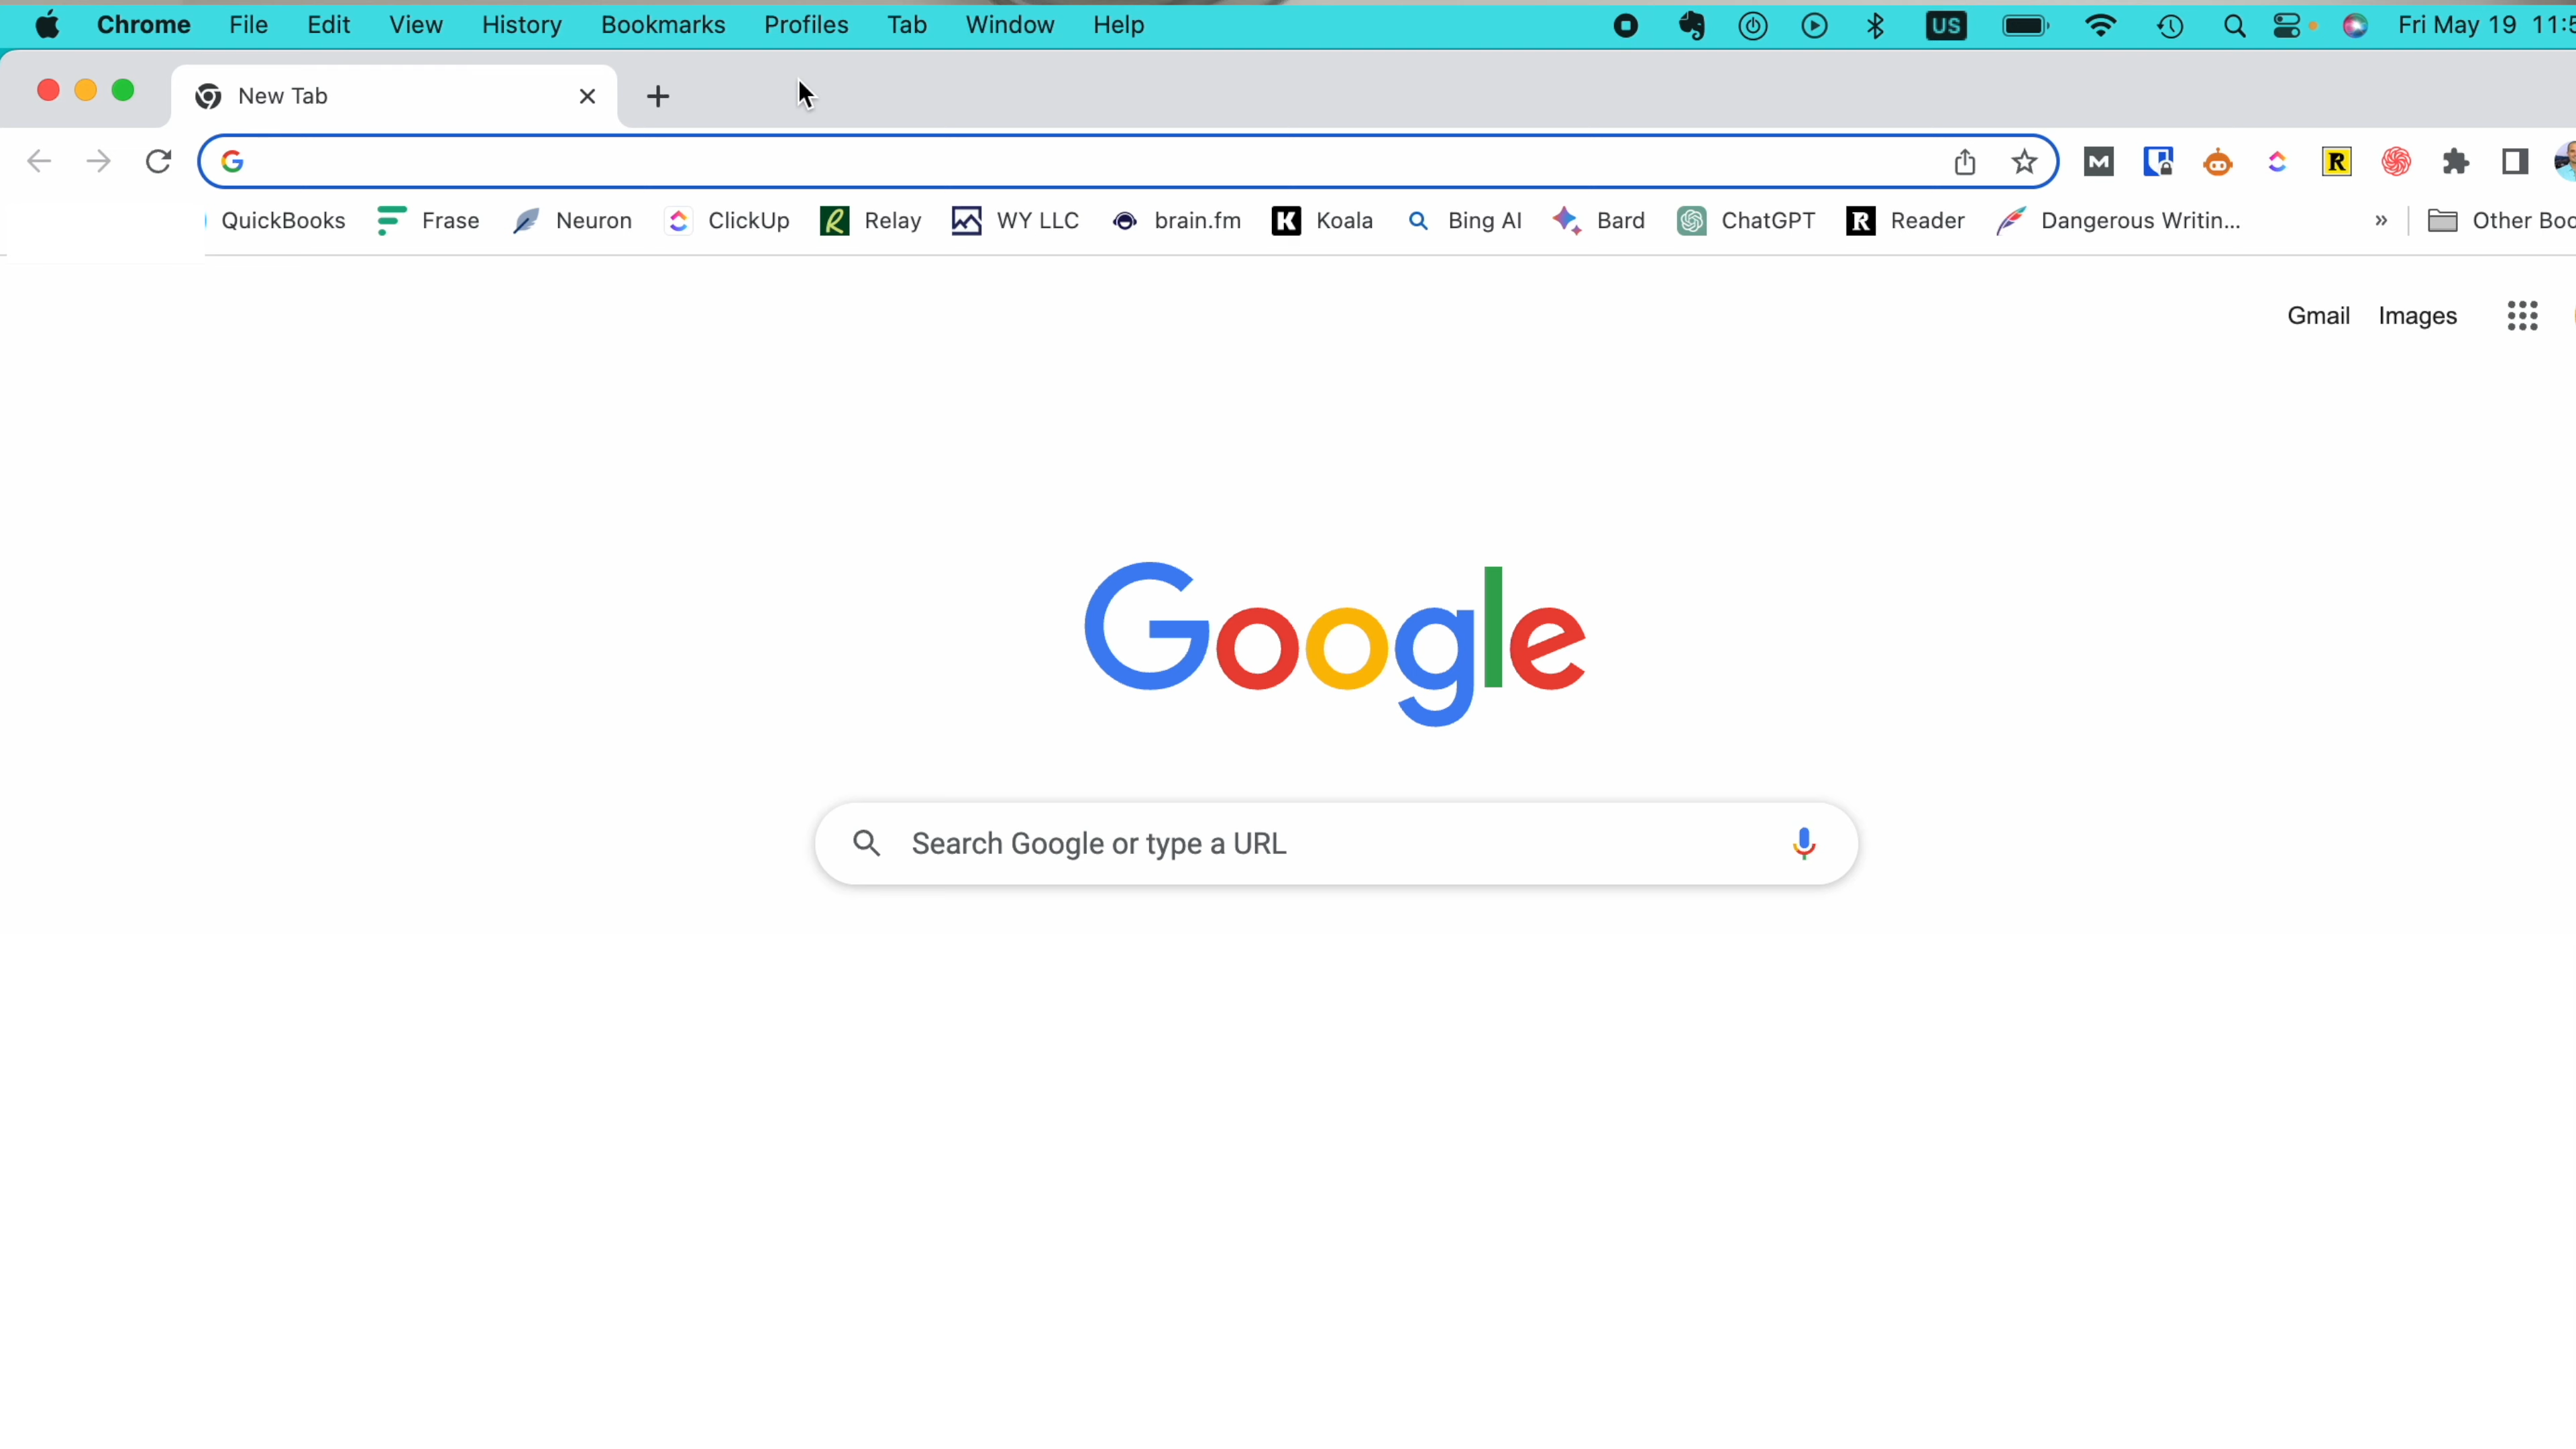 Chrome File Edit View History Bookmarks Profiles Tab Window Help US Fri May 19
New Tab
QuickBooks Frase Neuron ClickUp Relay WY LLC brain.fm Koala Bing AI Bard ChatGPT Reader Dangerous Writin... » Other
Gmail Images
Google
Search Google or type a URL